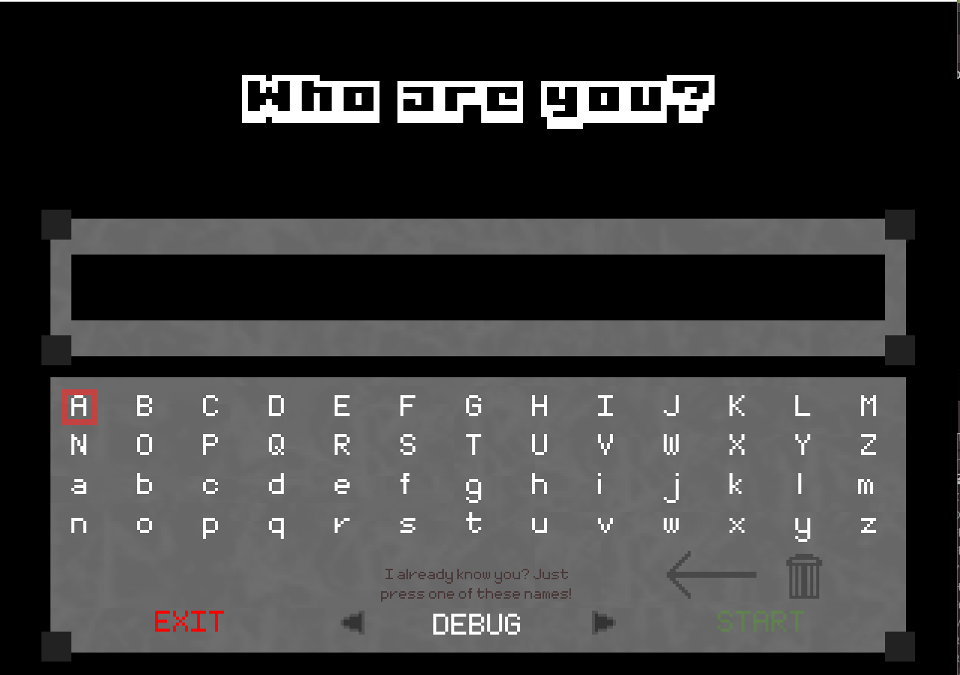 Who are you?
A B C D E F G H I J K L M
N O P Q R S T U V W X Y Z
a b c d e f g h i j k l m
n o p q r s t u v w x y z
I already know you? Just
press one of these names!
EXIT DEBUG START